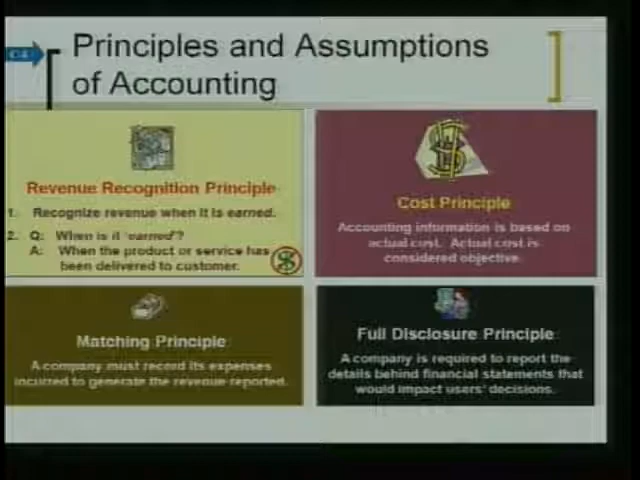 C4
Principles and Assumptions
of Accounting
Revenue Recognition Principle
1. Recognize revenue when it is earned.
2. Q: When is it 'earned'?
A: When the product or service has
been delivered to customer.
Cost Principle
Accounting information is based on
actual cost. Actual cost is
considered objective.
Matching Principle
A company must record its expenses
incurred to generate the revenue reported.
Full Disclosure Principle
A company is required to report the
details behind financial statements that
would impact users' decisions.